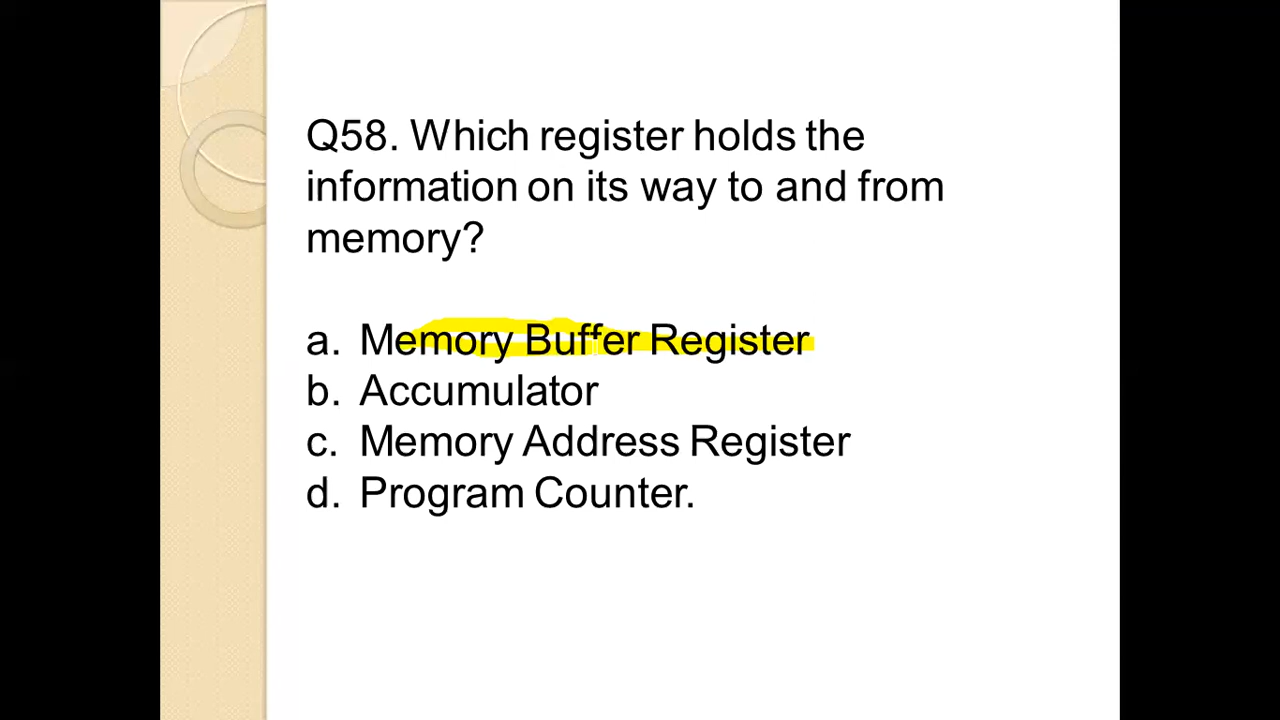 Q58. Which register holds the
information on its way to and from
memory?
a. Memory Buffer Register
b. Accumulator
c. Memory Address Register
d. Program Counter.